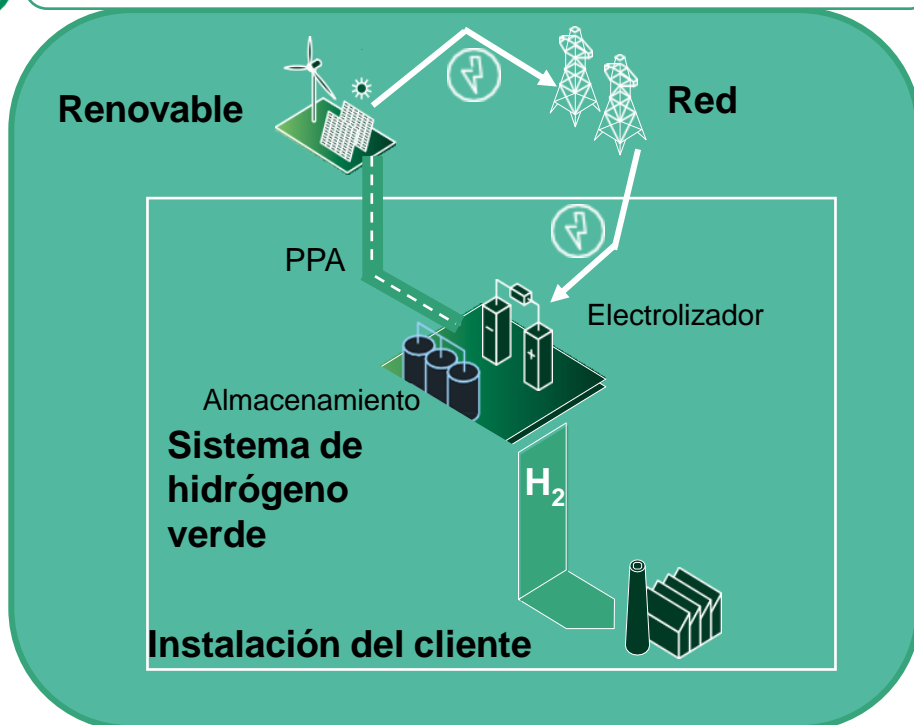 Renovable
Red
PPA
Electrolizador
Almacenamiento
Sistema de
hidrógeno
verde
H₂
Instalación del cliente